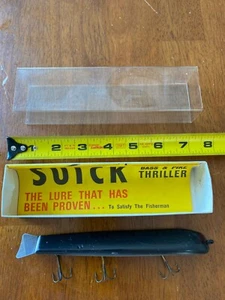 1 2 3 4 5 6 7 8
SUICK BASS & PIKE
THRILLER
THE LURE THAT HAS
BEEN PROVEN... To Satisfy The Fisherman